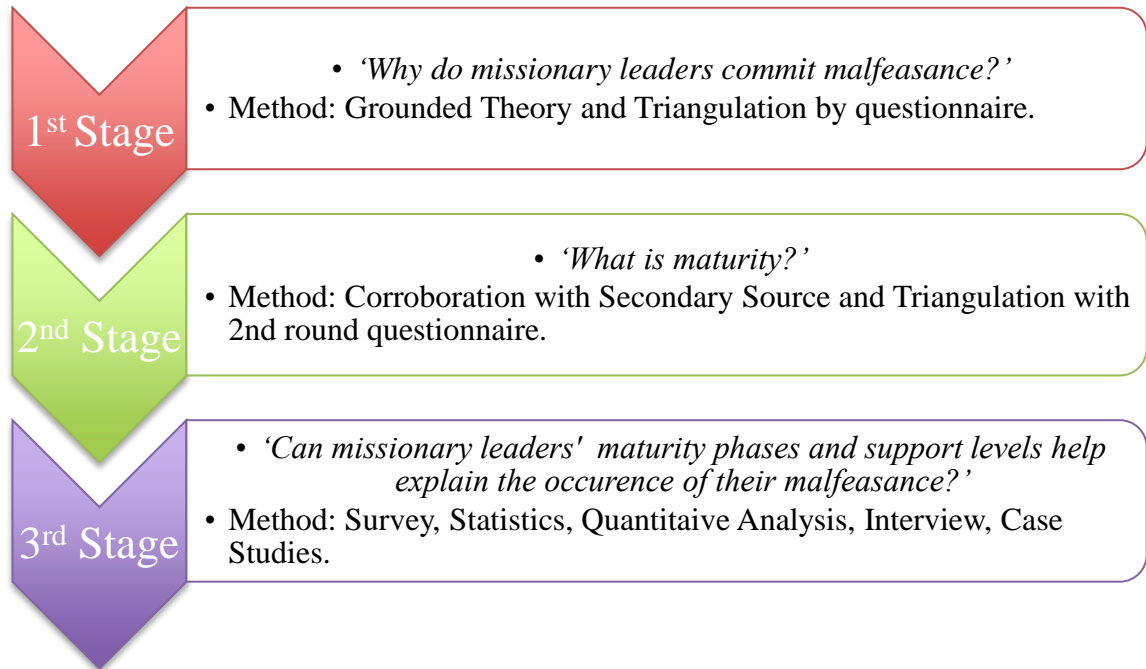 1st Stage
• ‘Why do missionary leaders commit malfeasance?’
• Method: Grounded Theory and Triangulation by questionnaire.
2nd Stage
• ‘What is maturity?’
• Method: Corroboration with Secondary Source and Triangulation with
2nd round questionnaire.
3rd Stage
• ‘Can missionary leaders' maturity phases and support levels help
explain the occurence of their malfeasance?’
• Method: Survey, Statistics, Quantitaive Analysis, Interview, Case
Studies.